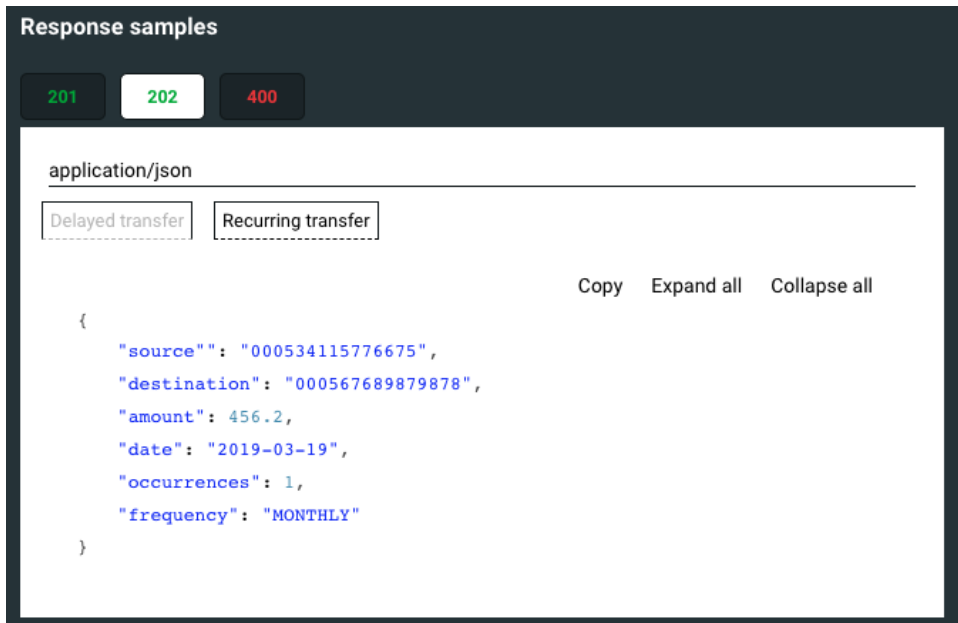 Response samples
201 202 400
application/json
Delayed transfer Recurring transfer
Copy Expand all Collapse all
{
"source"": "000534115776675",
"destination": "000567689879878",
"amount": 456.2,
"date": "2019-03-19",
"occurrences": 1,
"frequency": "MONTHLY"
}